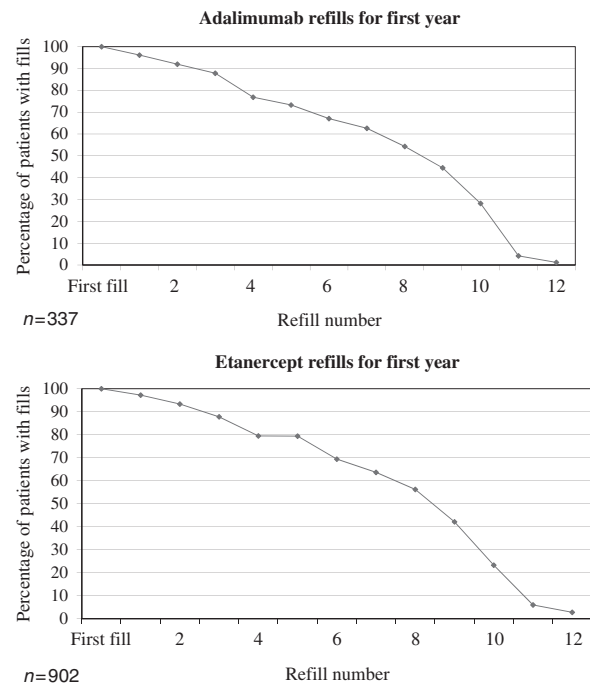 Adalimumab refills for first year
Percentage of patients with fills
100
90
80
70
60
50
40
30
20
10
0
First fill 2 4 6 8 10 12
n=337
Refill number
Etanercept refills for first year
Percentage of patients with fills
100
90
80
70
60
50
40
30
20
10
0
First fill 2 4 6 8 10 12
n=902
Refill number